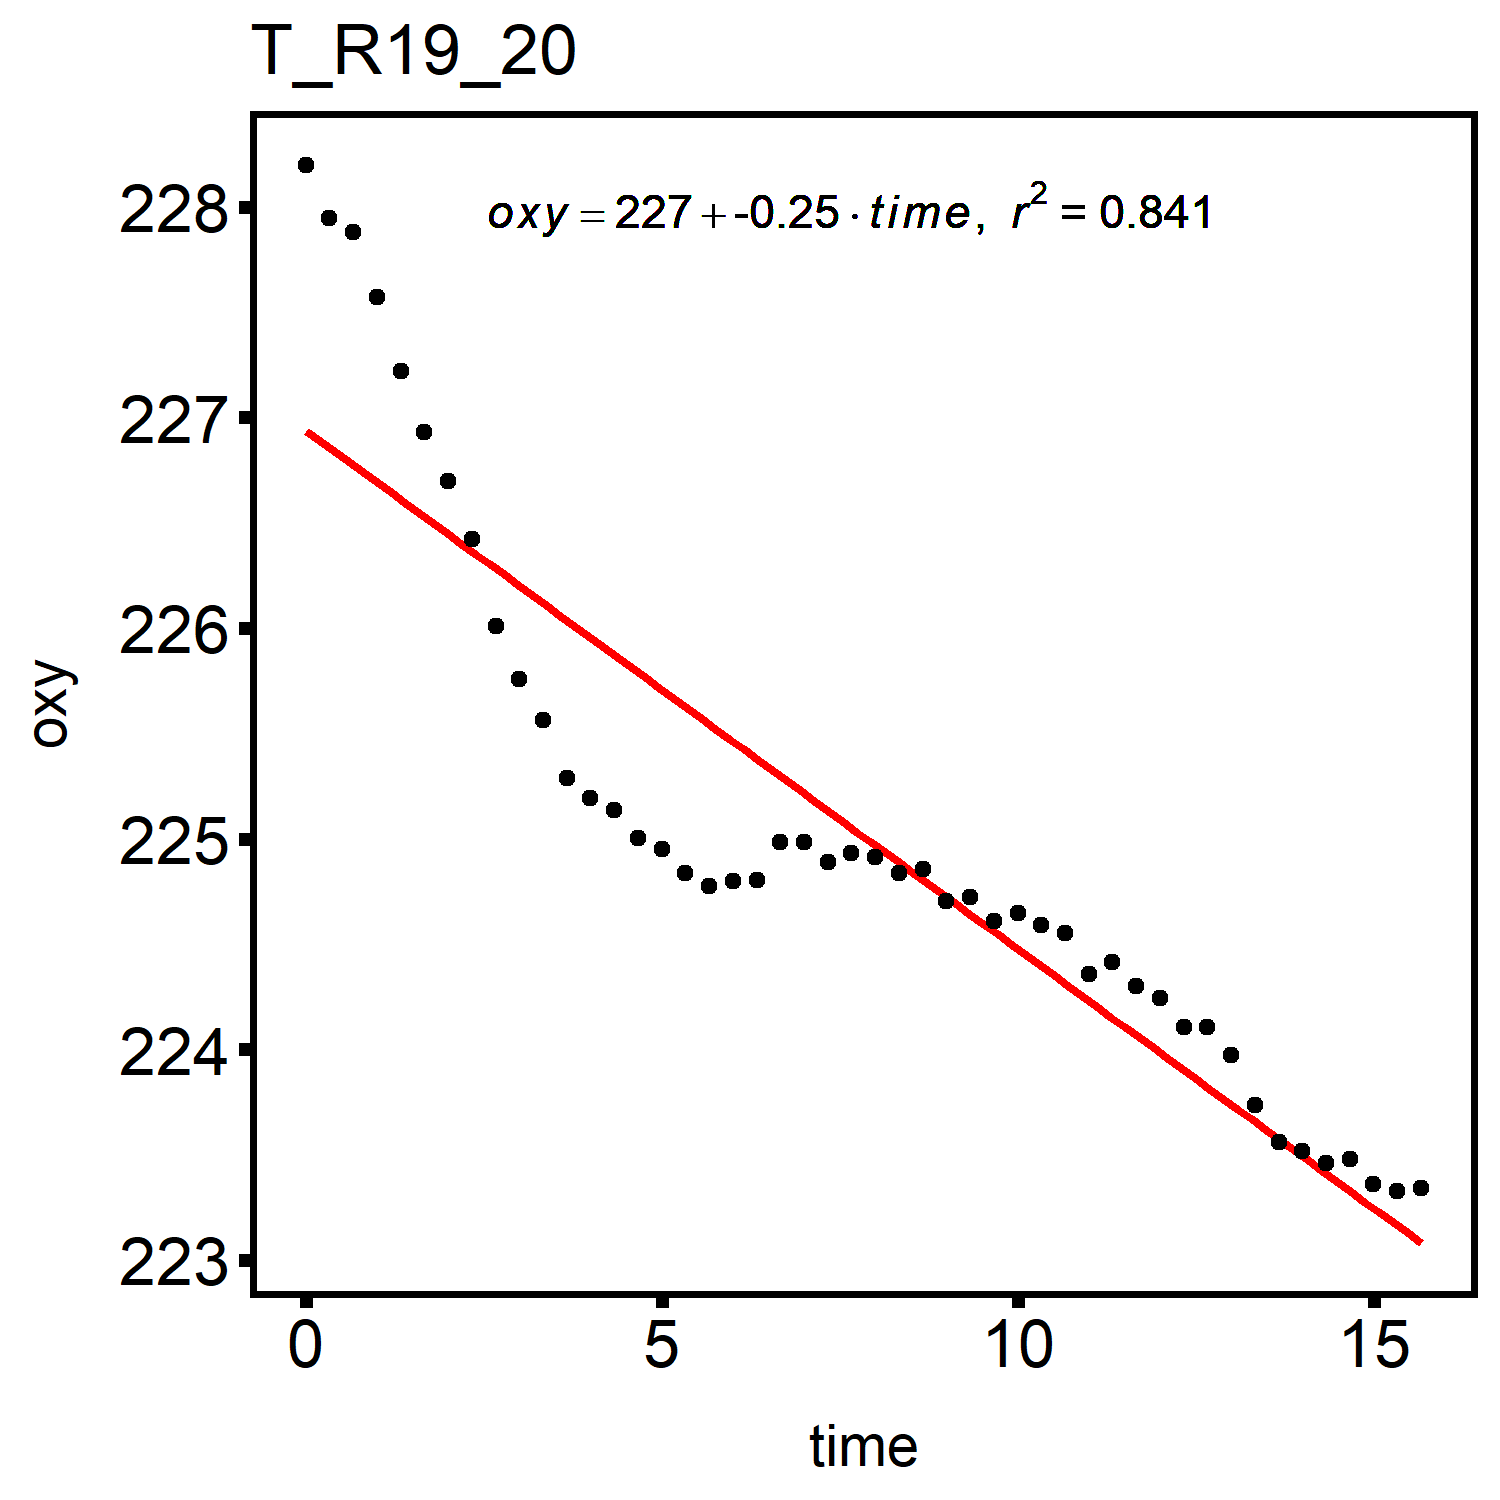 T_R19_20
oxy = 227 + -0.25 · time, r² = 0.841
228
227
226
225
224
223
oxy
0 5 10 15
time